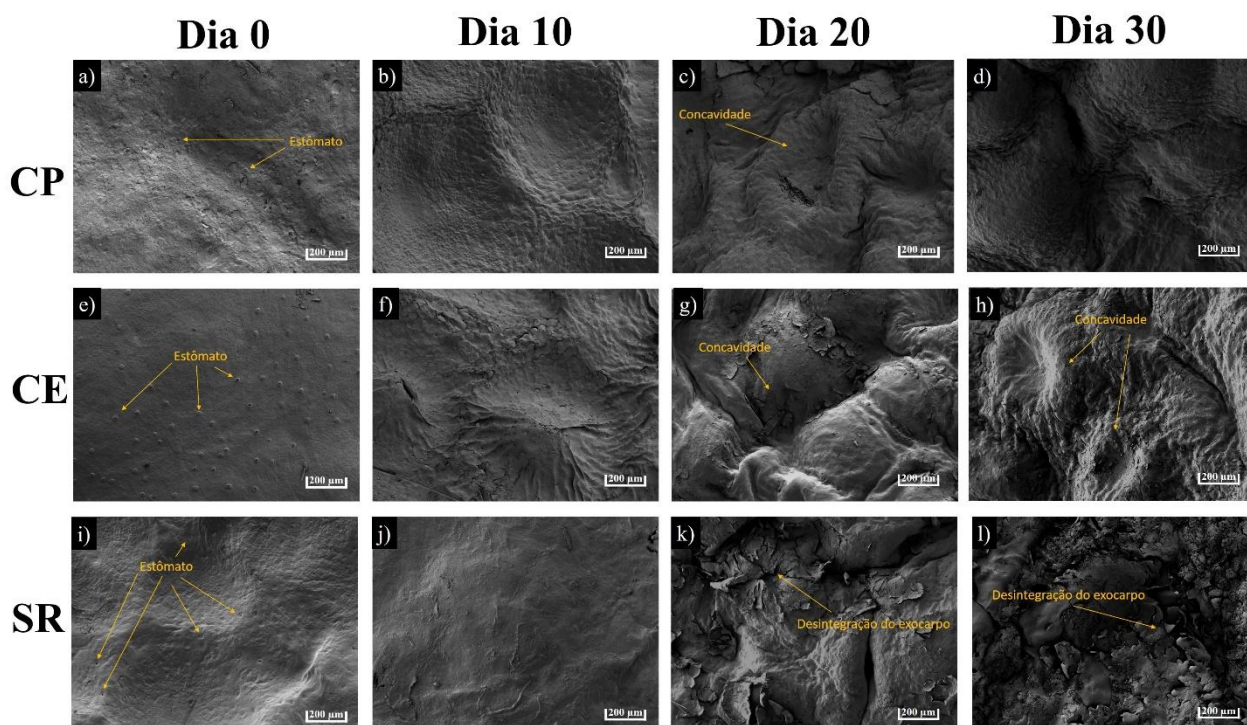 Dia 0 Dia 10 Dia 20 Dia 30
CP
a)
Estômato
200 µm
b)
200 µm
c)
Concavidade
200 µm
d)
200 µm
CE
e)
Estômato
200 µm
f)
200 µm
g)
Concavidade
200 µm
h)
Concavidade
200 µm
SR
i)
Estômato
200 µm
j)
200 µm
k)
Desintegração do exocarpo
200 µm
l)
Desintegração do exocarpo
200 µm